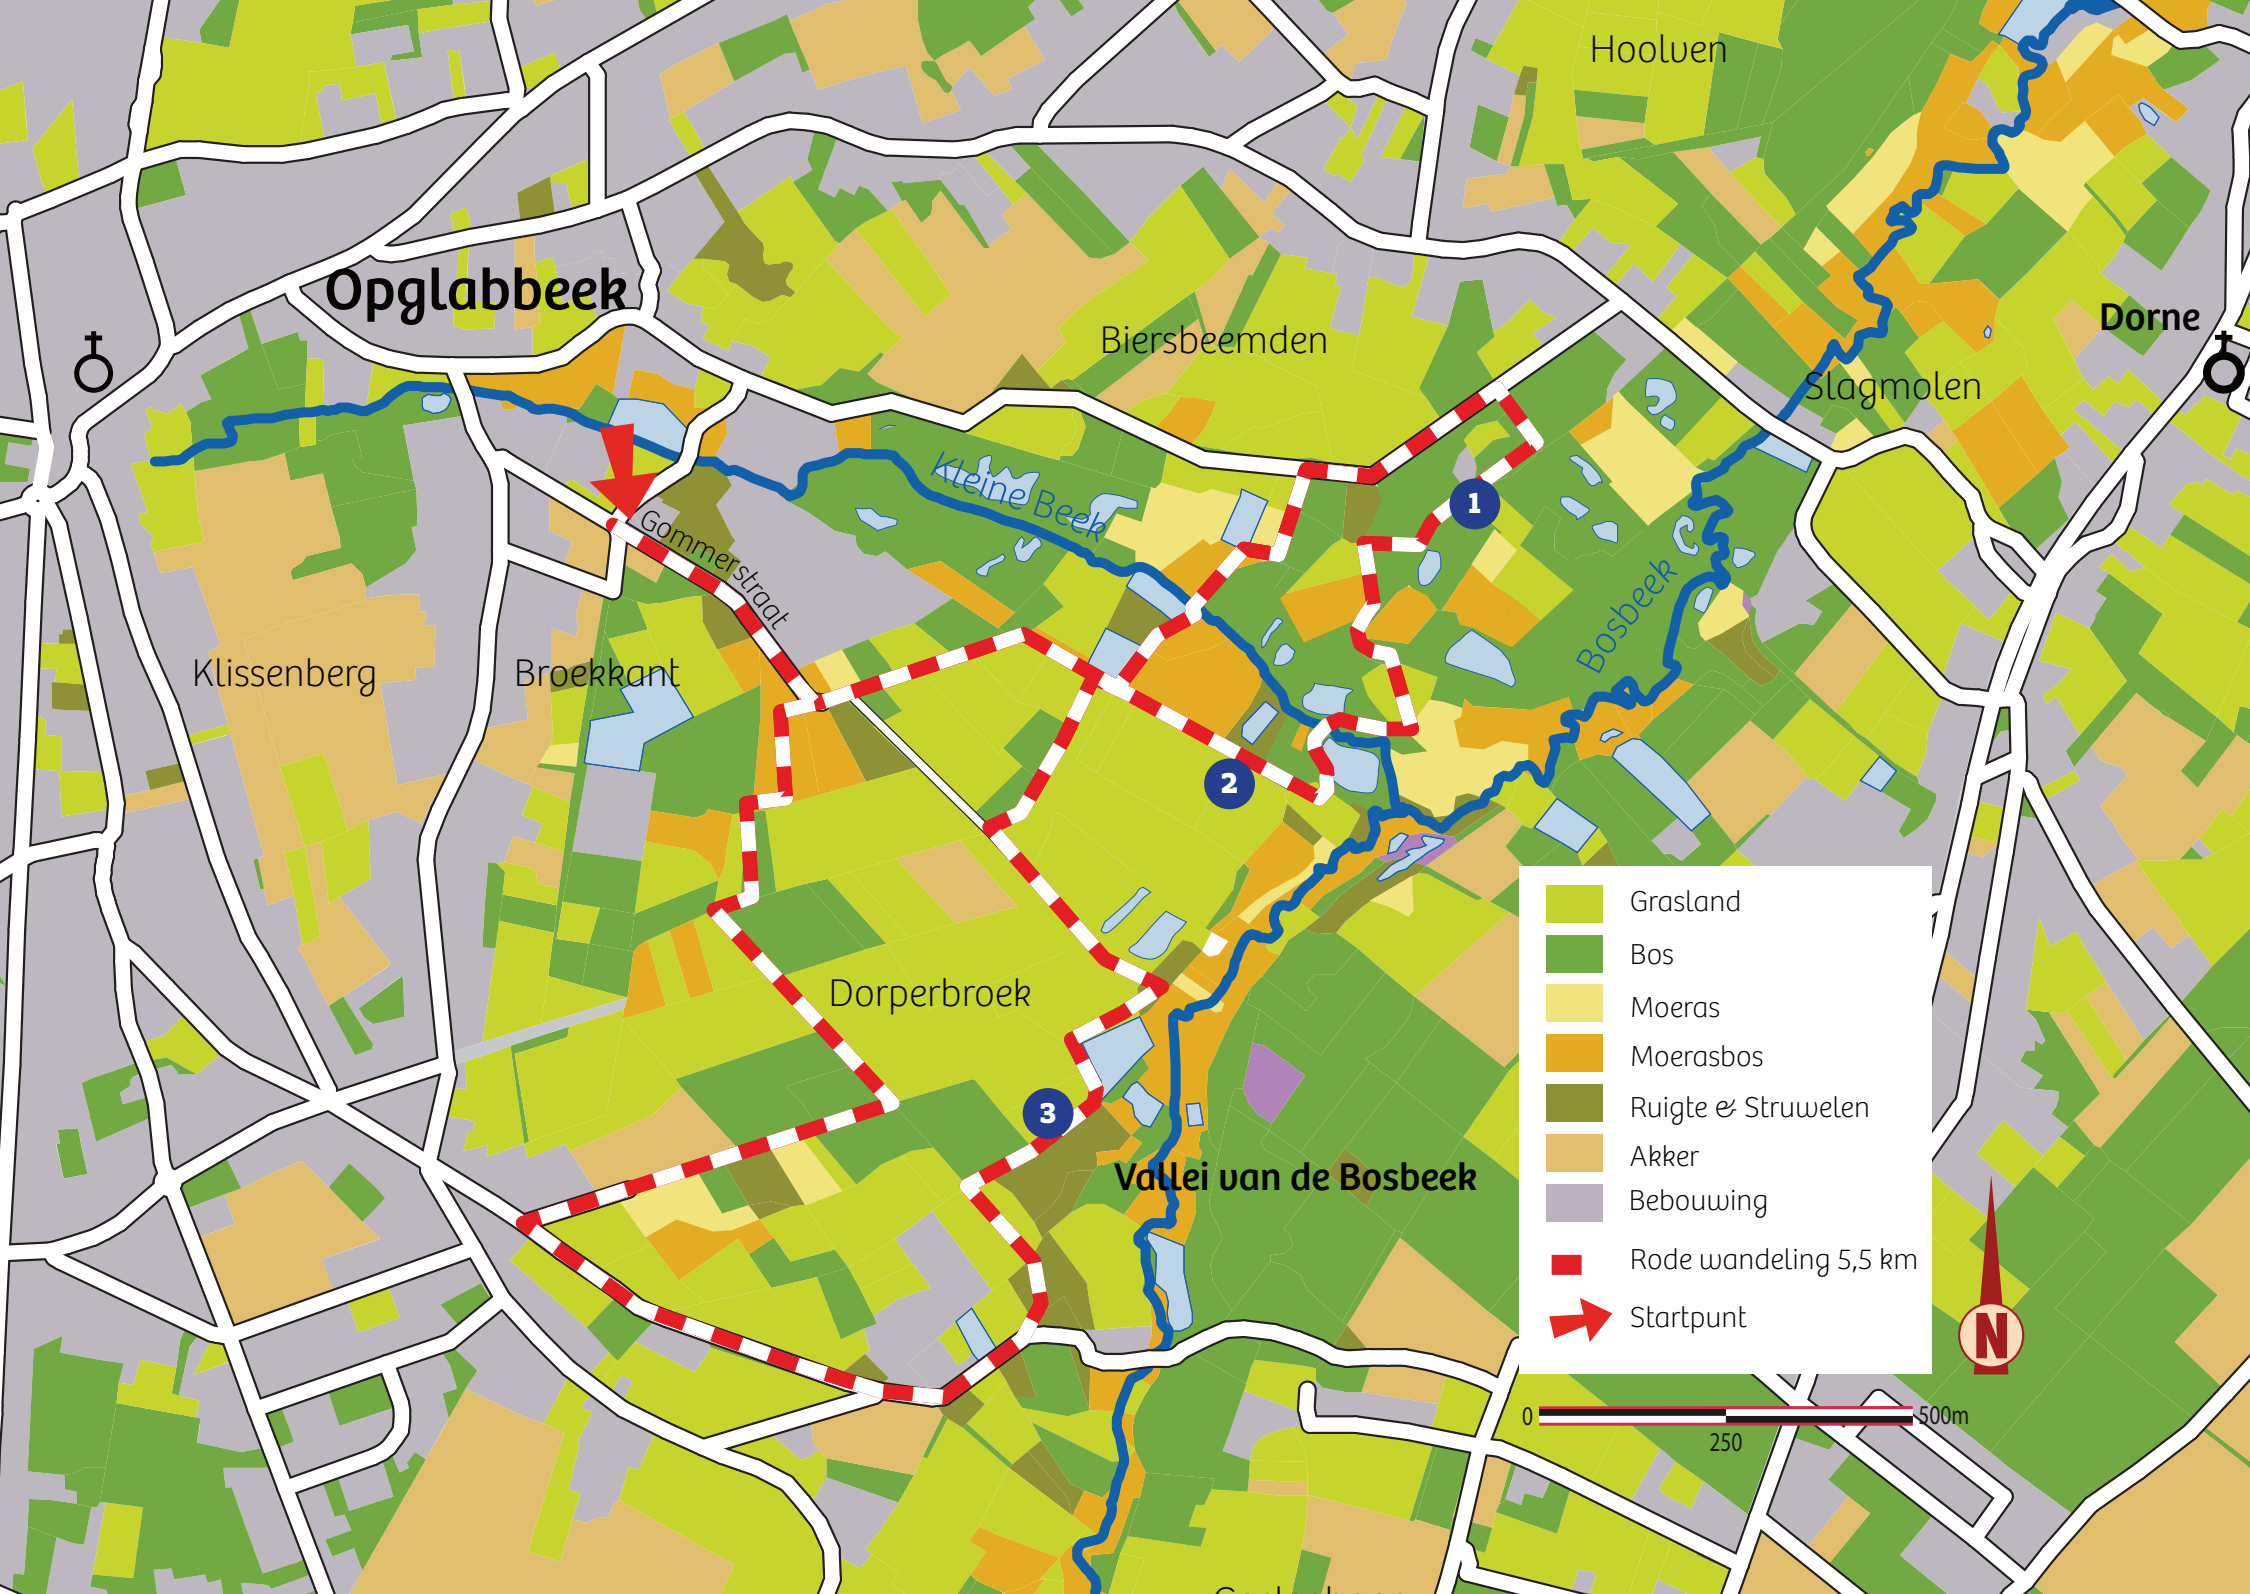 Hoolven
Opglabbeek
Biersbeemden
Dorne
Slagmolen
Kleine Beek
1
Gommerstraat
Bosbeek
Klissenberg
Broekkant
2
Dorperbroek
3
Vallei van de Bosbeek
Grasland
Bos
Moeras
Moerasbos
Ruigte & Struwelen
Akker
Bebouwing
Rode wandeling 5,5 km
Startpunt
N
0
500m
250